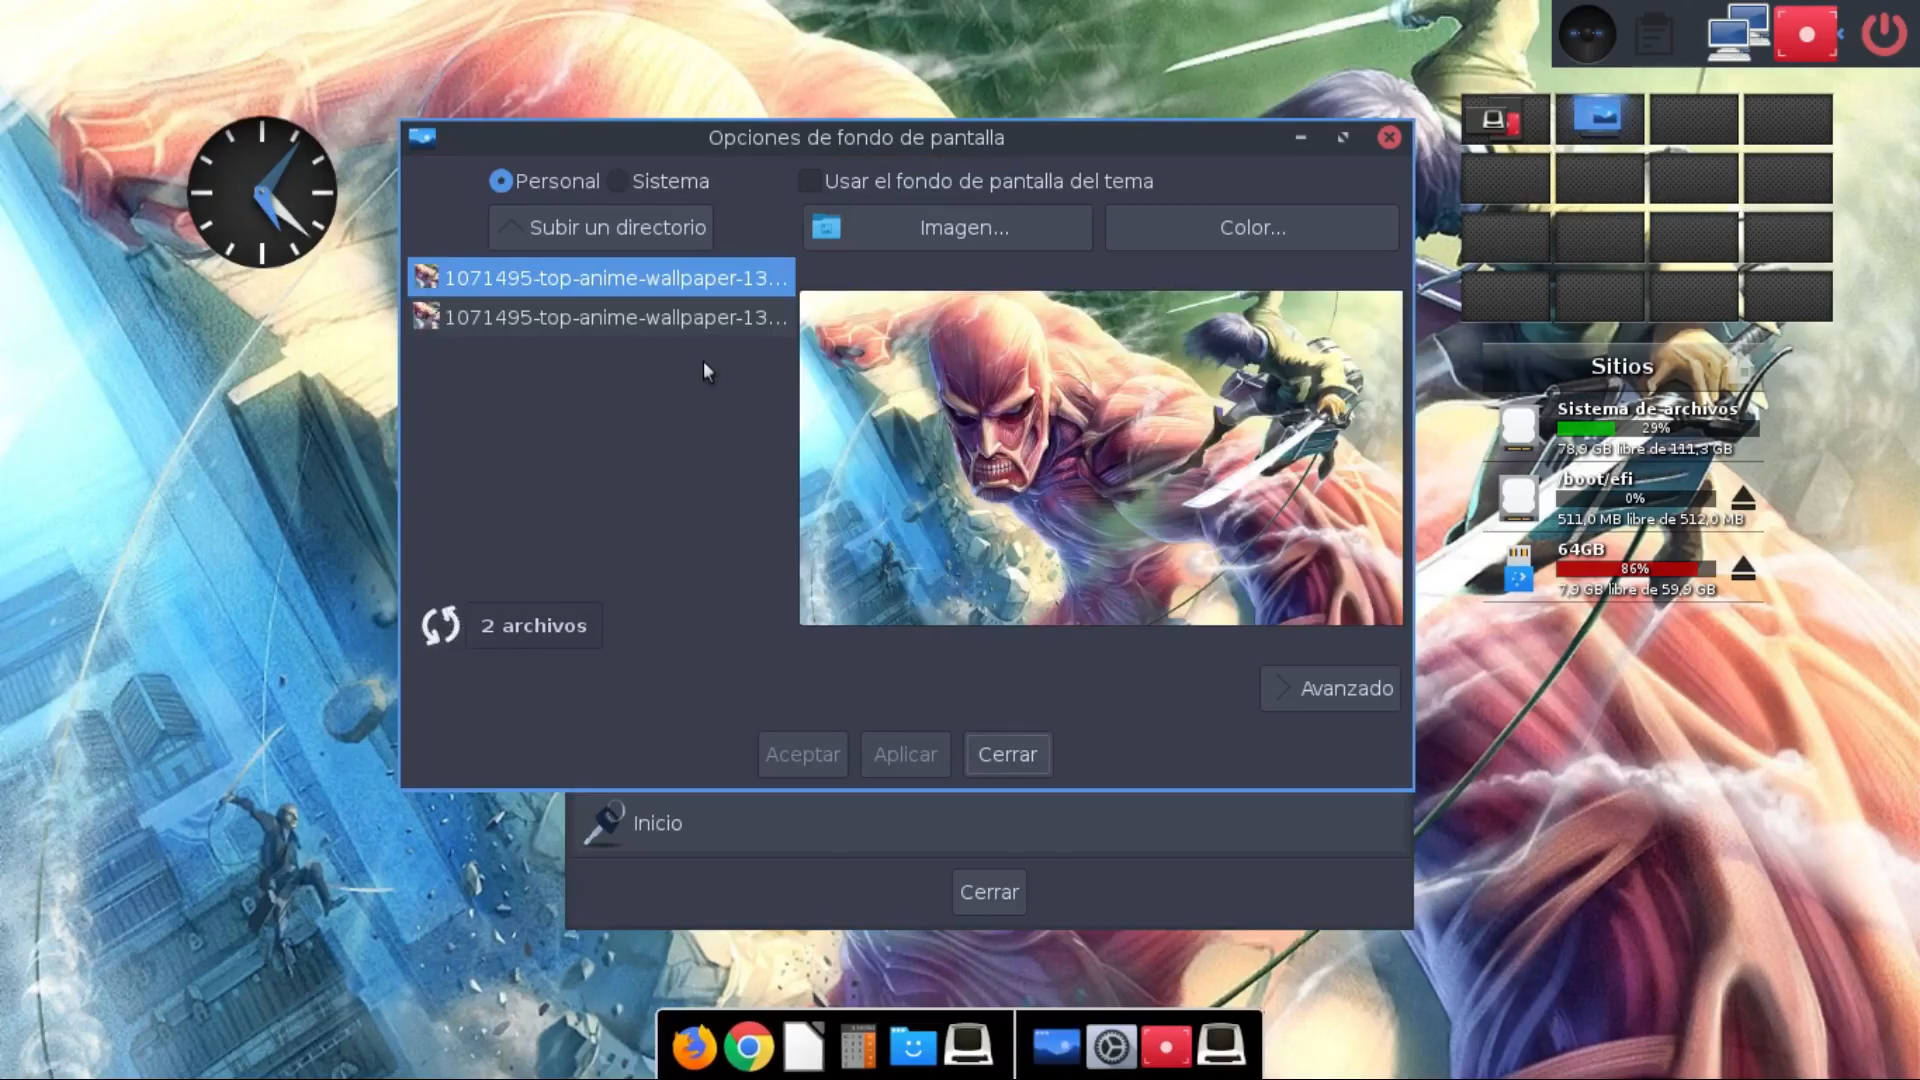 Opciones de fondo de pantalla
Personal Sistema
Usar el fondo de pantalla del tema
Subir un directorio
Imagen...
Color...
1071495-top-anime-wallpaper-13...
1071495-top-anime-wallpaper-13...
2 archivos
Avanzado
Aceptar
Aplicar
Cerrar
Inicio
Cerrar
Sitios
Sistema de archivos
29%
78,9 GB libre de 111,3 GB
/boot/efi
0%
511,0 MB libre de 512,0 MB
64GB
86%
7,9 GB libre de 59,9 GB